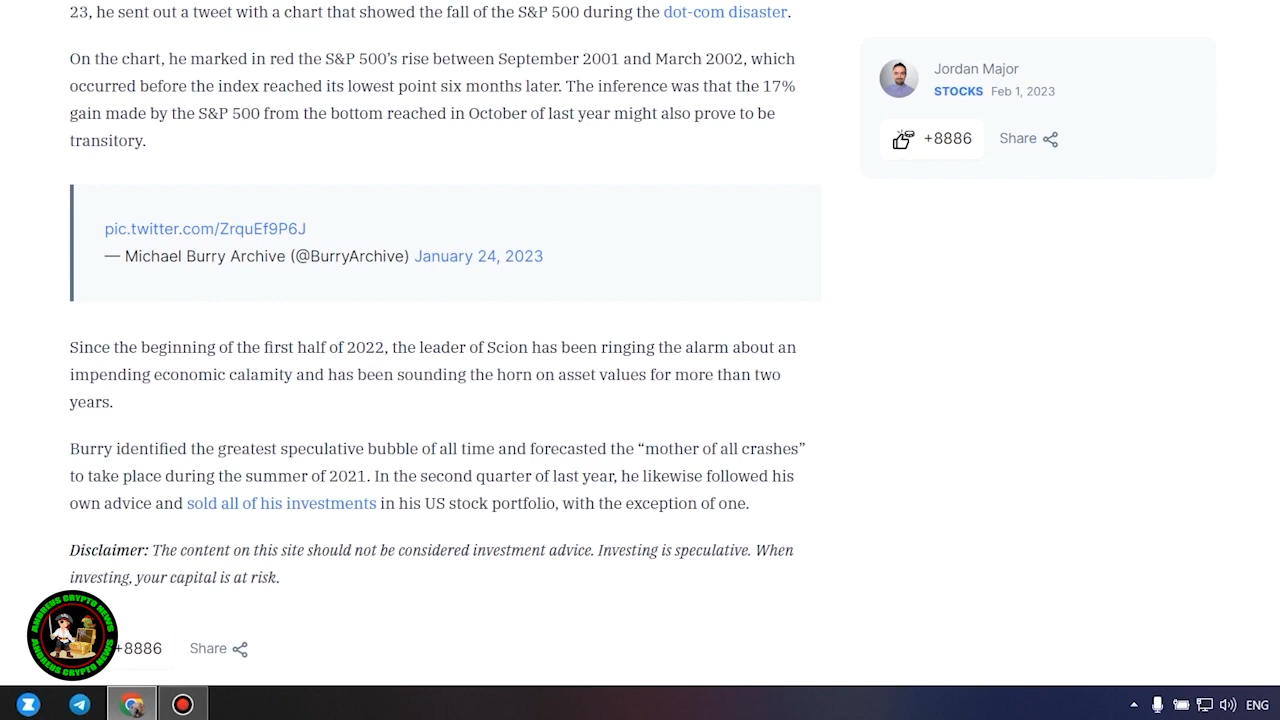 23, he sent out a tweet with a chart that showed the fall of the S&P 500 during the dot-com disaster.
On the chart, he marked in red the S&P 500’s rise between September 2001 and March 2002, which
occurred before the index reached its lowest point six months later. The inference was that the 17%
gain made by the S&P 500 from the bottom reached in October of last year might also prove to be
transitory.
pic.twitter.com/ZrquEf9P6J
— Michael Burry Archive (@BurryArchive) January 24, 2023
Since the beginning of the first half of 2022, the leader of Scion has been ringing the alarm about an
impending economic calamity and has been sounding the horn on asset values for more than two
years.
Burry identified the greatest speculative bubble of all time and forecasted the “mother of all crashes”
to take place during the summer of 2021. In the second quarter of last year, he likewise followed his
own advice and sold all of his investments in his US stock portfolio, with the exception of one.
Disclaimer: The content on this site should not be considered investment advice. Investing is speculative. When
investing, your capital is at risk.
+8886 Share
Jordan Major
STOCKS Feb 1, 2023
+8886 Share
ANDREUS CRYPTO NEWS
ANDREUS CRYPTO NEWS
ENG